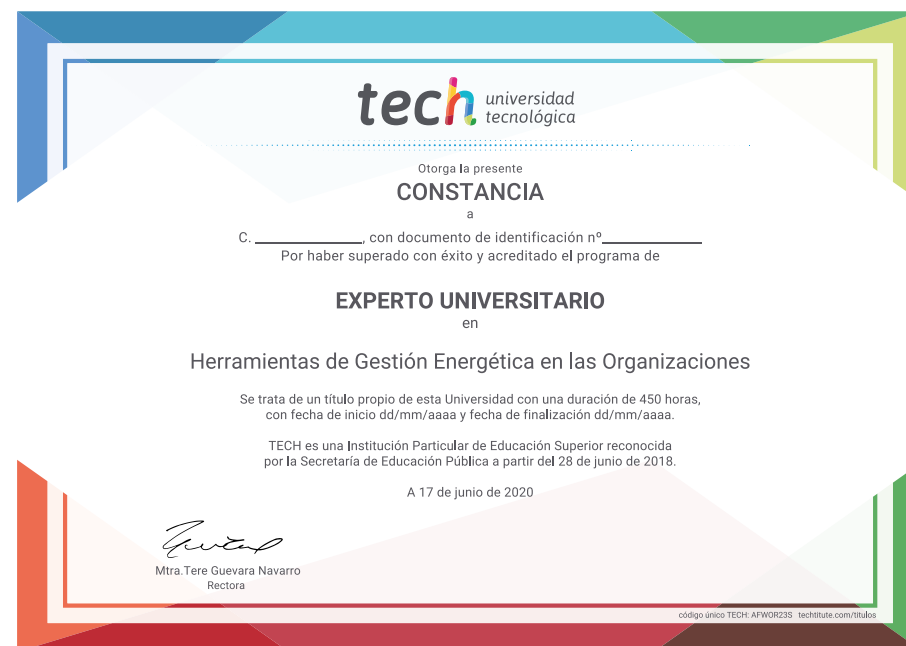 tech universidad
tecnológica
Otorga la presente
CONSTANCIA
a
C. ______________, con documento de identificación nº_____________
Por haber superado con éxito y acreditado el programa de
EXPERTO UNIVERSITARIO
en
Herramientas de Gestión Energética en las Organizaciones
Se trata de un título propio de esta Universidad con una duración de 450 horas,
con fecha de inicio dd/mm/aaaa y fecha de finalización dd/mm/aaaa.
TECH es una Institución Particular de Educación Superior reconocida
por la Secretaría de Educación Pública a partir del 28 de junio de 2018.
A 17 de junio de 2020
Mtra.Tere Guevara Navarro
Rectora
código único TECH: AFWOR23S techtitute.com/titulos